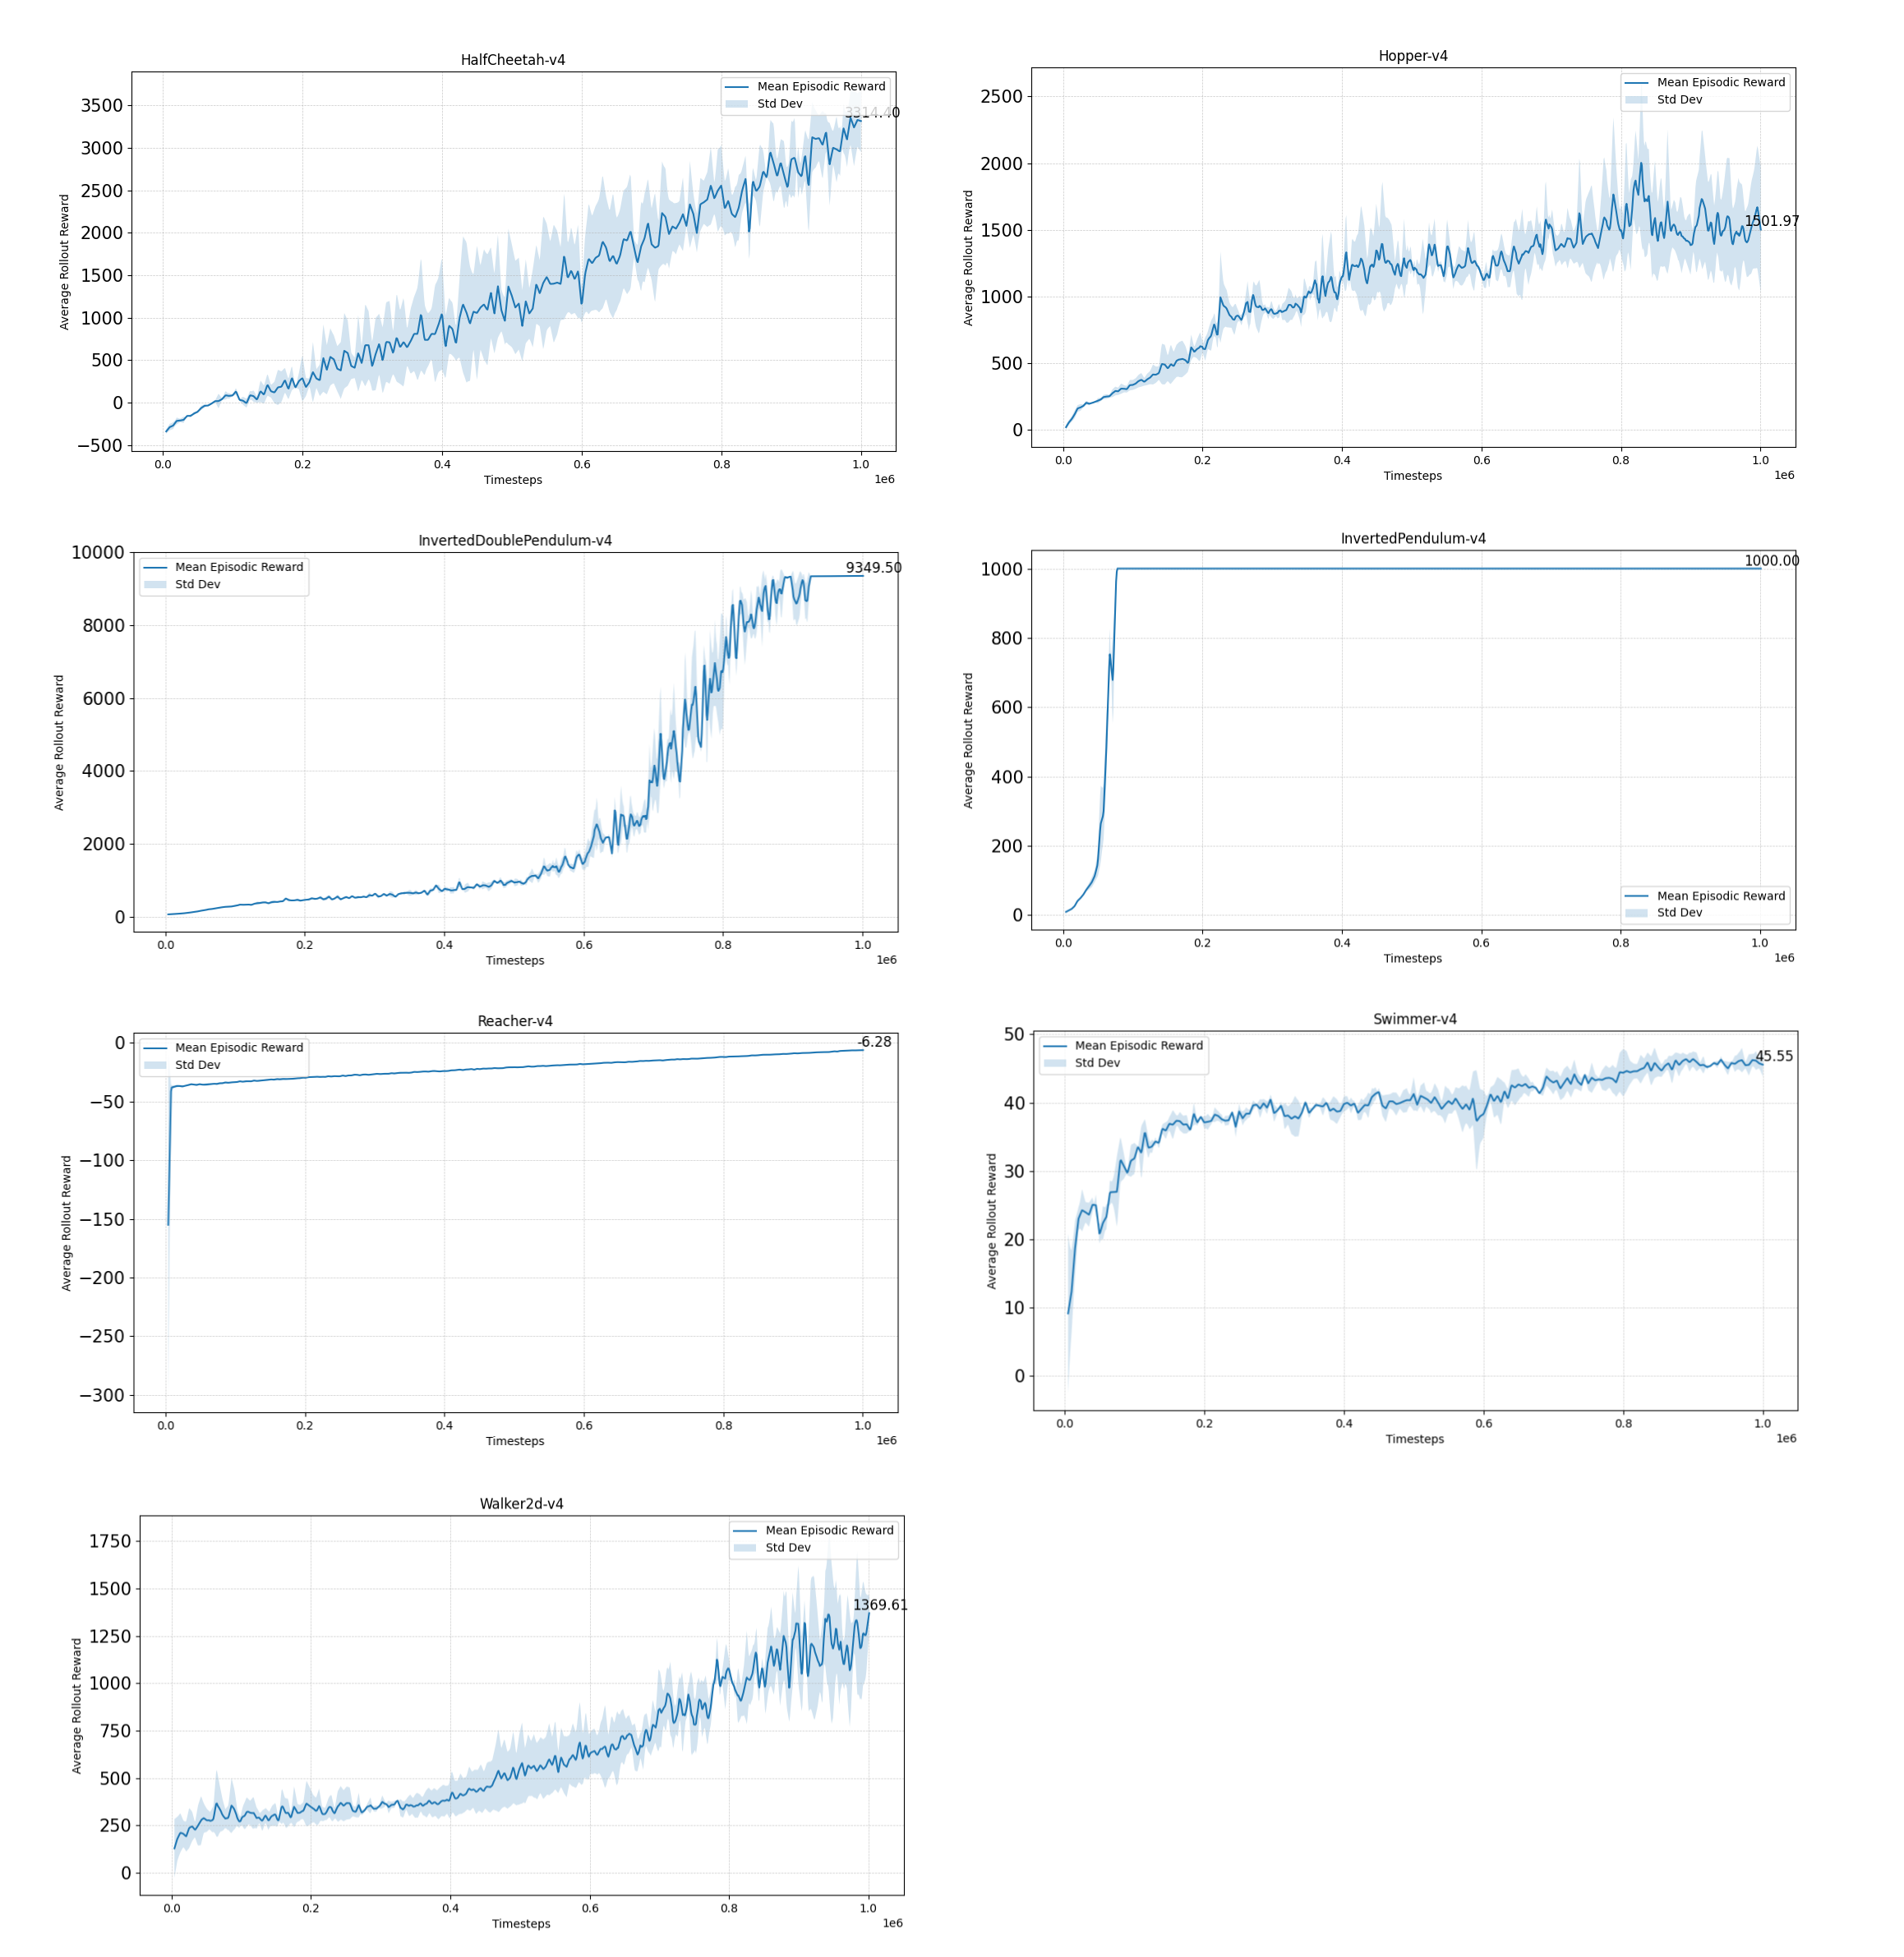 HalfCheetah-v4
Mean Episodic Reward
Std Dev
3314.40
3500
3000
2500
2000
1500
1000
500
0
−500
Average Rollout Reward
0.0 0.2 0.4 0.6 0.8 1.0
1e6
Timesteps
Hopper-v4
Mean Episodic Reward
Std Dev
1501.97
2500
2000
1500
1000
500
0
Average Rollout Reward
0.0 0.2 0.4 0.6 0.8 1.0
1e6
Timesteps
InvertedDoublePendulum-v4
Mean Episodic Reward
Std Dev
9349.50
10000
8000
6000
4000
2000
0
Average Rollout Reward
0.0 0.2 0.4 0.6 0.8 1.0
1e6
Timesteps
InvertedPendulum-v4
1000.00
1000
800
600
400
200
0
Average Rollout Reward
Mean Episodic Reward
Std Dev
0.0 0.2 0.4 0.6 0.8 1.0
1e6
Timesteps
Reacher-v4
Mean Episodic Reward
Std Dev
-6.28
0
−50
−100
−150
−200
−250
−300
Average Rollout Reward
0.0 0.2 0.4 0.6 0.8 1.0
1e6
Timesteps
Swimmer-v4
Mean Episodic Reward
Std Dev
45.55
50
40
30
20
10
0
Average Rollout Reward
0.0 0.2 0.4 0.6 0.8 1.0
1e6
Timesteps
Walker2d-v4
Mean Episodic Reward
Std Dev
1369.61
1750
1500
1250
1000
750
500
250
0
Average Rollout Reward
0.0 0.2 0.4 0.6 0.8 1.0
1e6
Timesteps